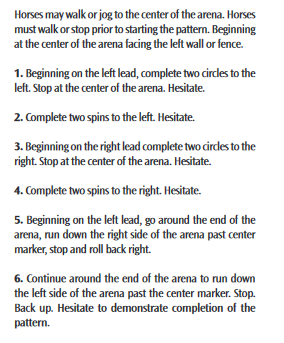 Horses may walk or jog to the center of the arena. Horses
must walk or stop prior to starting the pattern. Beginning
at the center of the arena facing the left wall or fence.
1. Beginning on the left lead, complete two circles to the
left. Stop at the center of the arena. Hesitate.
2. Complete two spins to the left. Hesitate.
3. Beginning on the right lead complete two circles to the
right. Stop at the center of the arena. Hesitate.
4. Complete two spins to the right. Hesitate.
5. Beginning on the left lead, go around the end of the
arena, run down the right side of the arena past center
marker, stop and roll back right.
6. Continue around the end of the arena to run down
the left side of the arena past the center marker. Stop.
Back up. Hesitate to demonstrate completion of the
pattern.